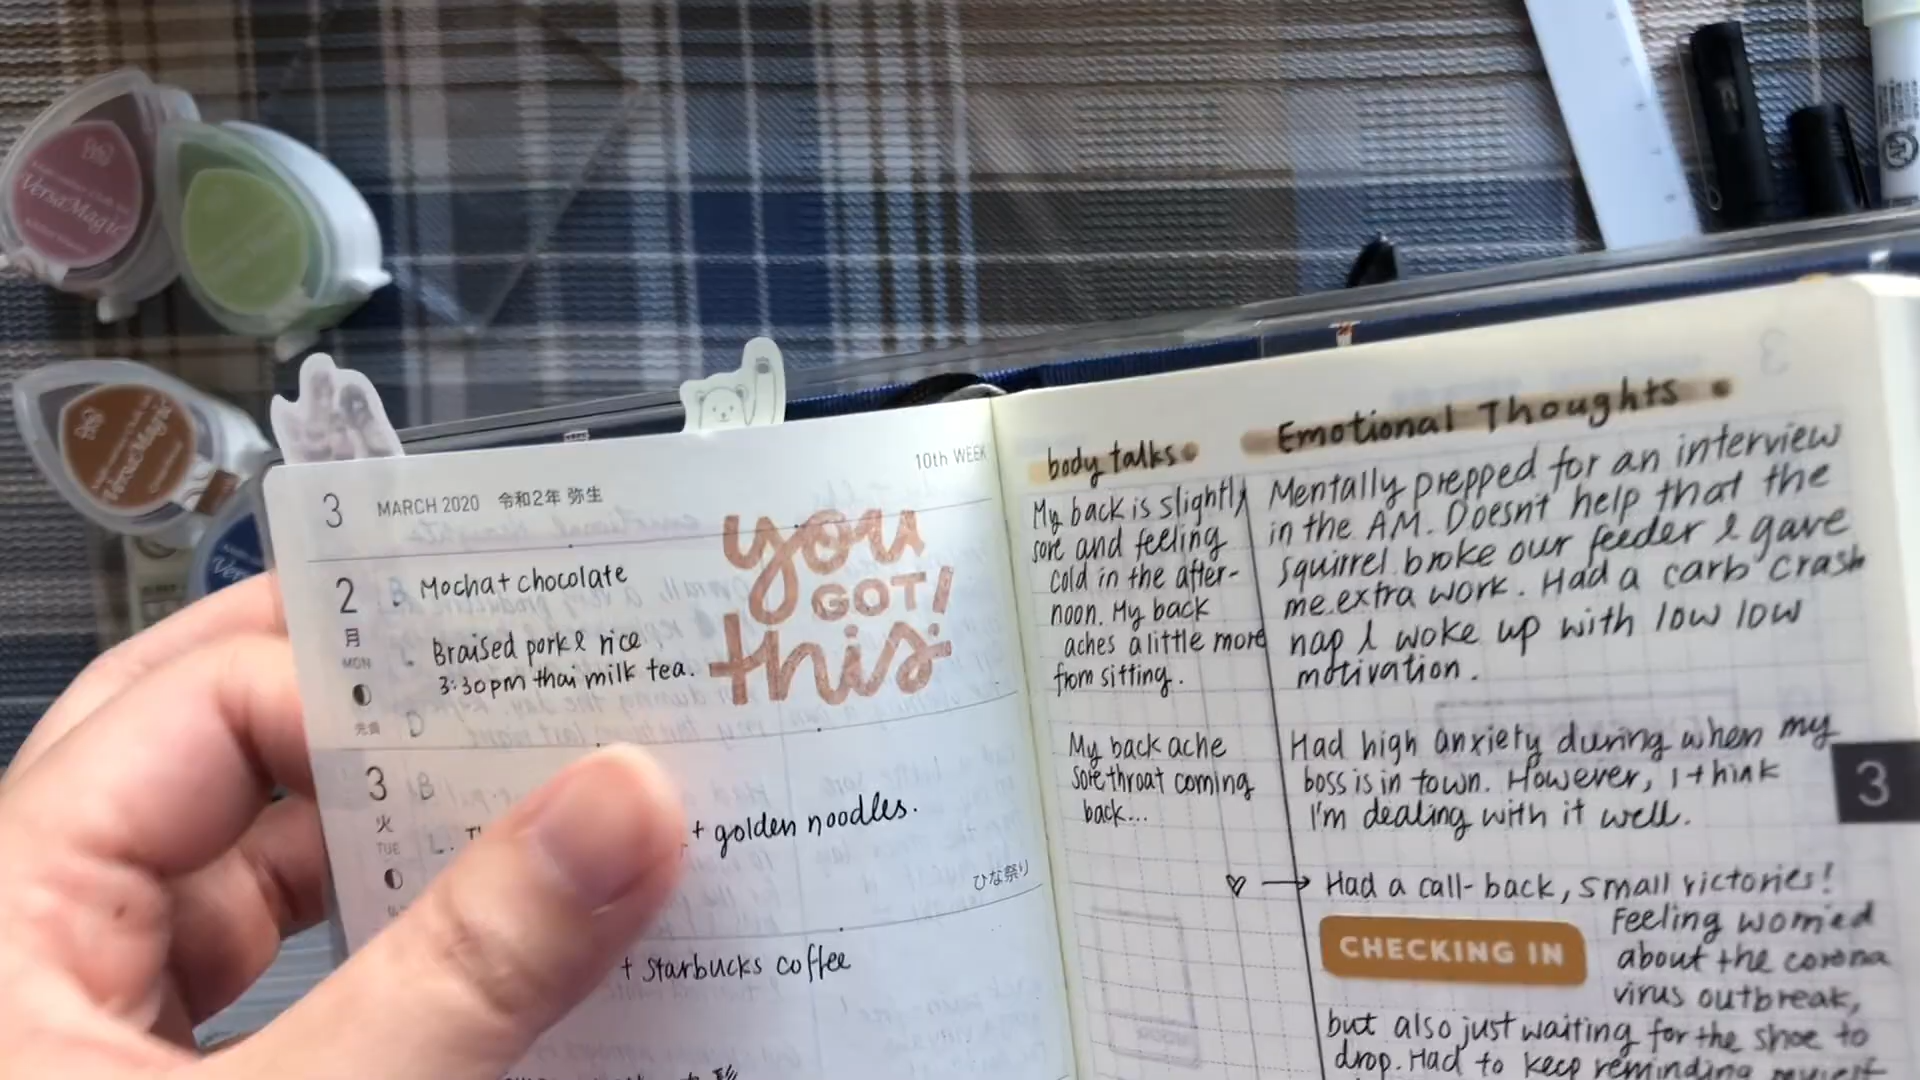 VersaMagic
VersaMagic
3 MARCH 2020 令和2年 弥生
10th WEEK
you
GOT!
this
2
月
MON
B Mocha + chocolate
L Braised pork & rice
3:30pm thai milk tea.
D
3
火
TUE
B
L.
+ golden noodles.
ひな祭り
+ Starbucks coffee
body talks
My back is slightly
sore and feeling
cold in the after-
noon. My back
aches a little more
from sitting.
My back ache
sore throat coming
back...
Emotional Thoughts
Mentally prepped for an interview
in the AM. Doesn't help that the
squirrel broke our feeder & gave
me extra work. Had a carb crash
nap & woke up with low low
motivation.
Had high anxiety during when my
boss is in town. However, I think
I'm dealing with it well.
3
♡ → Had a call-back, small victories!
CHECKING IN
Feeling worried
about the corona
virus outbreak,
but also just waiting for the shoe to
drop. Had to keep reminding myself